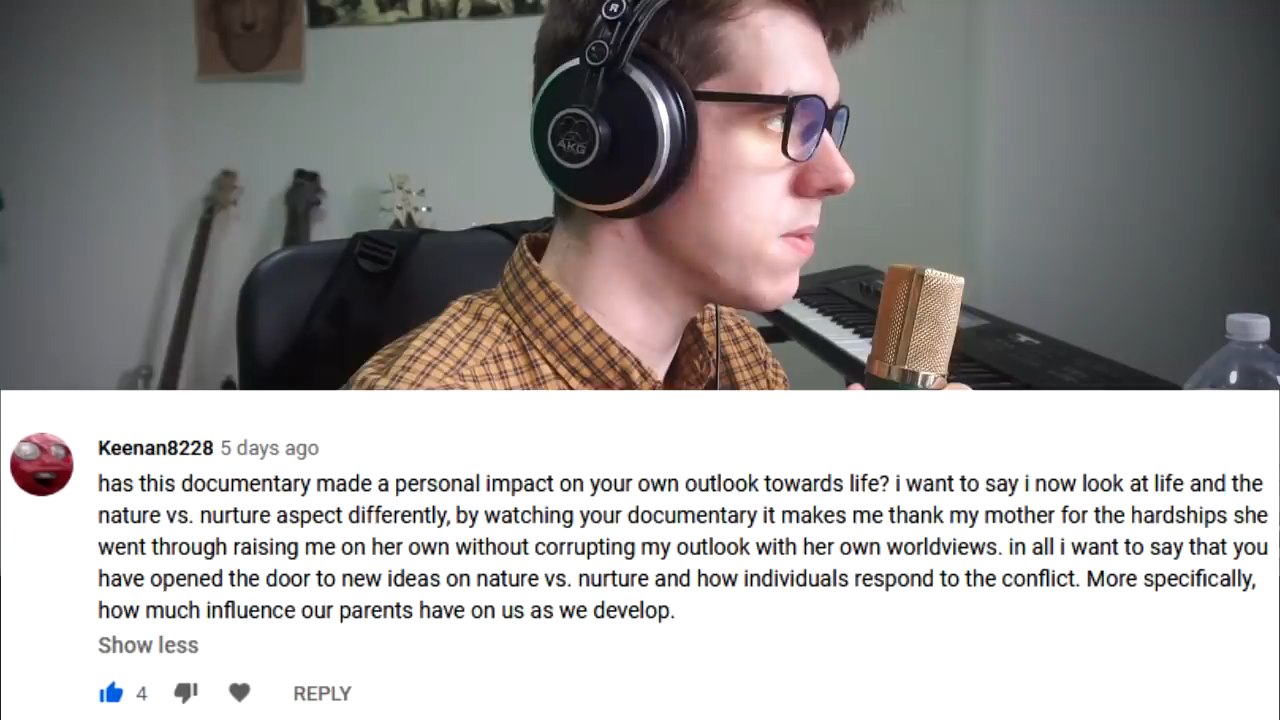 R
AKG
Keenan8228 5 days ago
has this documentary made a personal impact on your own outlook towards life? i want to say i now look at life and the
nature vs. nurture aspect differently, by watching your documentary it makes me thank my mother for the hardships she
went through raising me on her own without corrupting my outlook with her own worldviews. in all i want to say that you
have opened the door to new ideas on nature vs. nurture and how individuals respond to the conflict. More specifically,
how much influence our parents have on us as we develop.
Show less
4 REPLY